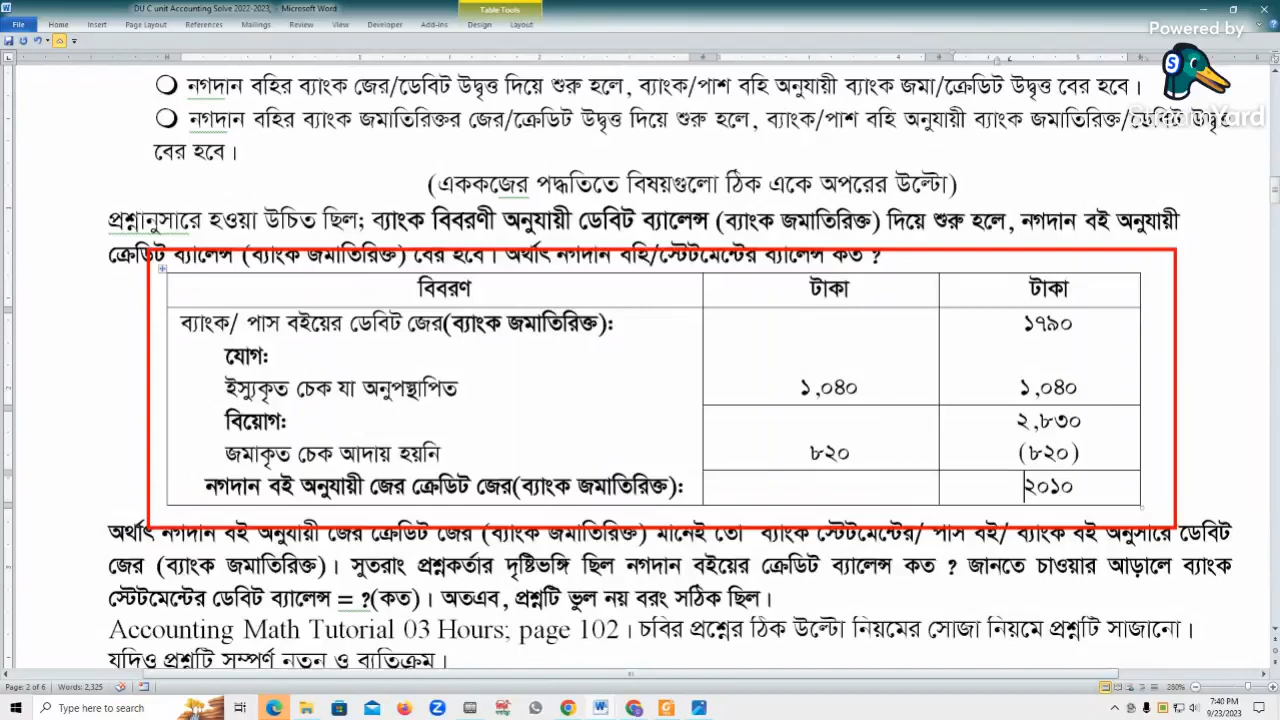 DU C unit Accounting Solve 2022-2023, - Microsoft Word
Table Tools
File Home Insert Page Layout References Mailings Review View Developer Add-Ins Design Layout
Powered by
StreamYard
নগদান বহির ব্যাংক জের/ডেবিট উদ্বৃত্ত দিয়ে শুরু হলে, ব্যাংক/পাশ বহি অনুযায়ী ব্যাংক জমা/ক্রেডিট উদ্বৃত্ত বের হবে।
নগদান বহির ব্যাংক জমাতিরিক্তর জের/ক্রেডিট উদ্বৃত্ত দিয়ে শুরু হলে, ব্যাংক/পাশ বহি অনুযায়ী ব্যাংক জমাতিরিক্ত/ডেবিট উদ্বৃত্ত
বের হবে।
(এককজের পদ্ধতিতে বিষয়গুলো ঠিক একে অপরের উল্টো)
প্রশ্নানুসারে হওয়া উচিত ছিল; ব্যাংক বিবরণী অনুযায়ী ডেবিট ব্যালেন্স (ব্যাংক জমাতিরিক্ত) দিয়ে শুরু হলে, নগদান বই অনুযায়ী
ক্রেডিট ব্যালেন্স (ব্যাংক জমাতিরিক্ত) বের হবে। অর্থাৎ নগদান বহি/স্টেটমেন্টের ব্যালেন্স কত ?
বিবরণ টাকা টাকা
ব্যাংক/ পাস বইয়ের ডেবিট জের(ব্যাংক জমাতিরিক্ত): ১৭৯০
যোগ:
ইস্যুকৃত চেক যা অনুপস্থাপিত ১,০৪০ ১,০৪০
বিয়োগ: ২,৮৩০
জমাকৃত চেক আদায় হয়নি ৮২০ (৮২০)
নগদান বই অনুযায়ী জের ক্রেডিট জের(ব্যাংক জমাতিরিক্ত): ২০১০
অর্থাৎ নগদান বই অনুযায়ী জের ক্রেডিট জের (ব্যাংক জমাতিরিক্ত) মানেই তো ব্যাংক স্টেটমেন্টের/ পাস বই/ ব্যাংক বই অনুসারে ডেবিট
জের (ব্যাংক জমাতিরিক্ত)। সুতরাং প্রশ্নকর্তার দৃষ্টিভঙ্গি ছিল নগদান বইয়ের ক্রেডিট ব্যালেন্স কত ? জানতে চাওয়ার আড়ালে ব্যাংক
স্টেটমেন্টের ডেবিট ব্যালেন্স = ?(কত)। অতএব, প্রশ্নটি ভুল নয় বরং সঠিক ছিল।
Accounting Math Tutorial 03 Hours; page 102। চবির প্রশ্নের ঠিক উল্টো নিয়মের সোজা নিয়মে প্রশ্নটি সাজানো।
যদিও প্রশ্নটি সম্পূর্ণ নতুন ও ব্যতিক্রম।
Page: 2 of 6 Words: 2,325 280%
Type here to search
7:40 PM
9/23/2023